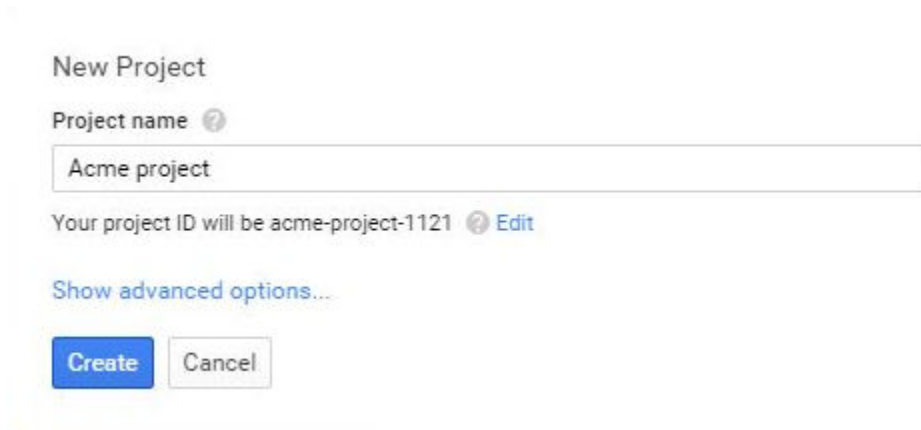 New Project
Project name ?
Acme project
Your project ID will be acme-project-1121 ? Edit
Show advanced options...
Create Cancel